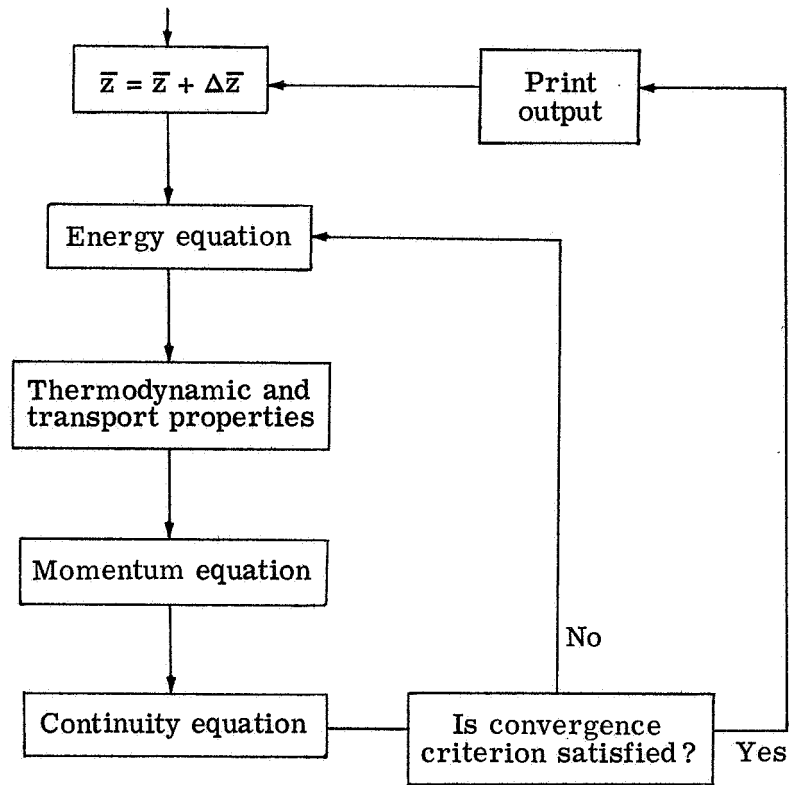 z̄ = z̄ + Δz̄
Print
output
Energy equation
Thermodynamic and
transport properties
Momentum equation
No
Continuity equation
Is convergence
criterion satisfied?
Yes